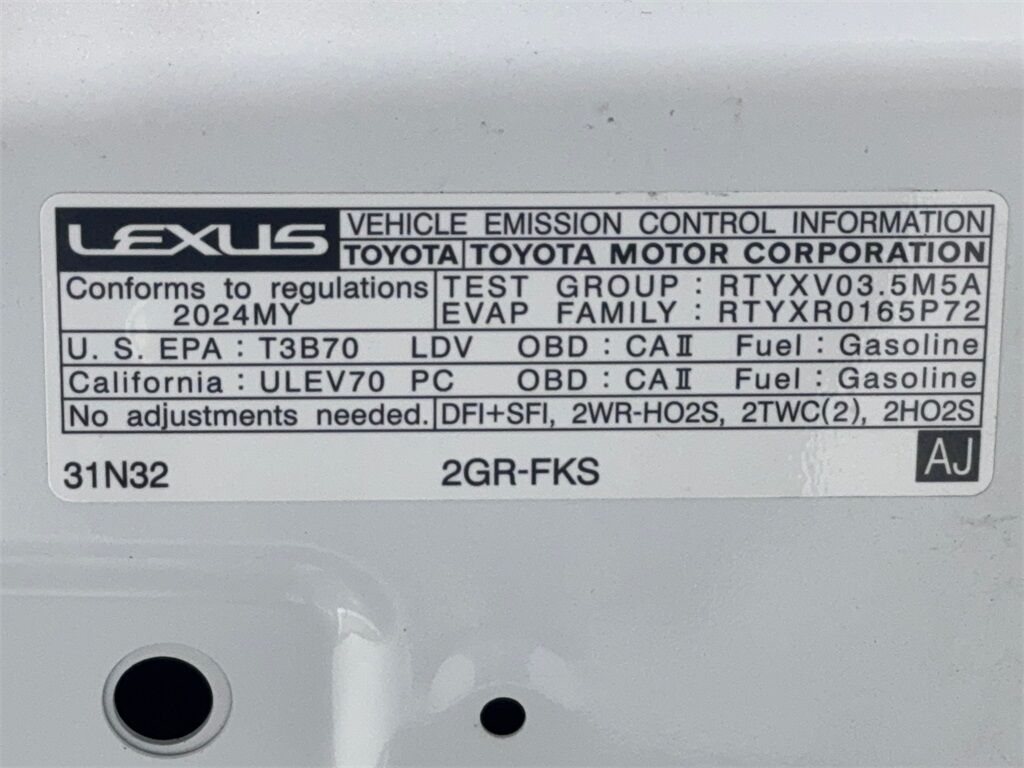 LEXUS VEHICLE EMISSION CONTROL INFORMATION
TOYOTA TOYOTA MOTOR CORPORATION
Conforms to regulations TEST GROUP : RTYXV03.5M5A
2024MY EVAP FAMILY : RTYXR0165P72
U. S. EPA : T3B70 LDV OBD : CAⅡ Fuel : Gasoline
California : ULEV70 PC OBD : CAⅡ Fuel : Gasoline
No adjustments needed. DFI+SFI, 2WR-HO2S, 2TWC(2), 2HO2S
31N32 2GR-FKS AJ